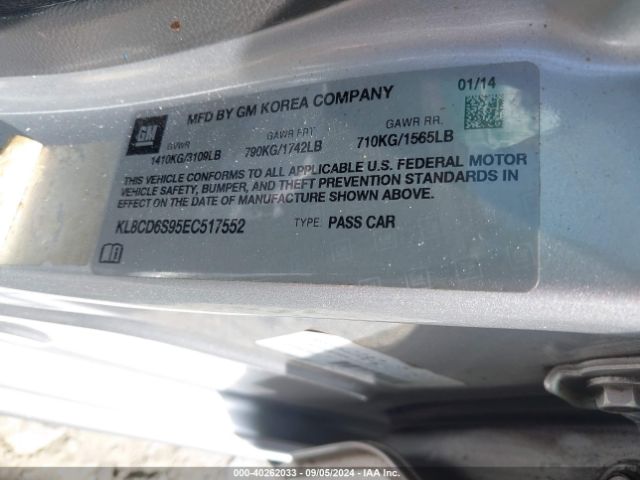 MFD BY GM KOREA COMPANY
01/14
GM
GVWR
GAWR FRT.
GAWR RR.
1410KG/3109LB
790KG/1742LB
710KG/1565LB
THIS VEHICLE CONFORMS TO ALL APPLICABLE U.S. FEDERAL MOTOR
VEHICLE SAFETY, BUMPER, AND THEFT PREVENTION STANDARDS IN
EFFECT ON THE DATE OF MANUFACTURE SHOWN ABOVE.
KL8CD6S95EC517552
TYPE: PASS CAR
000-40262033 - 09/05/2024 - IAA Inc.